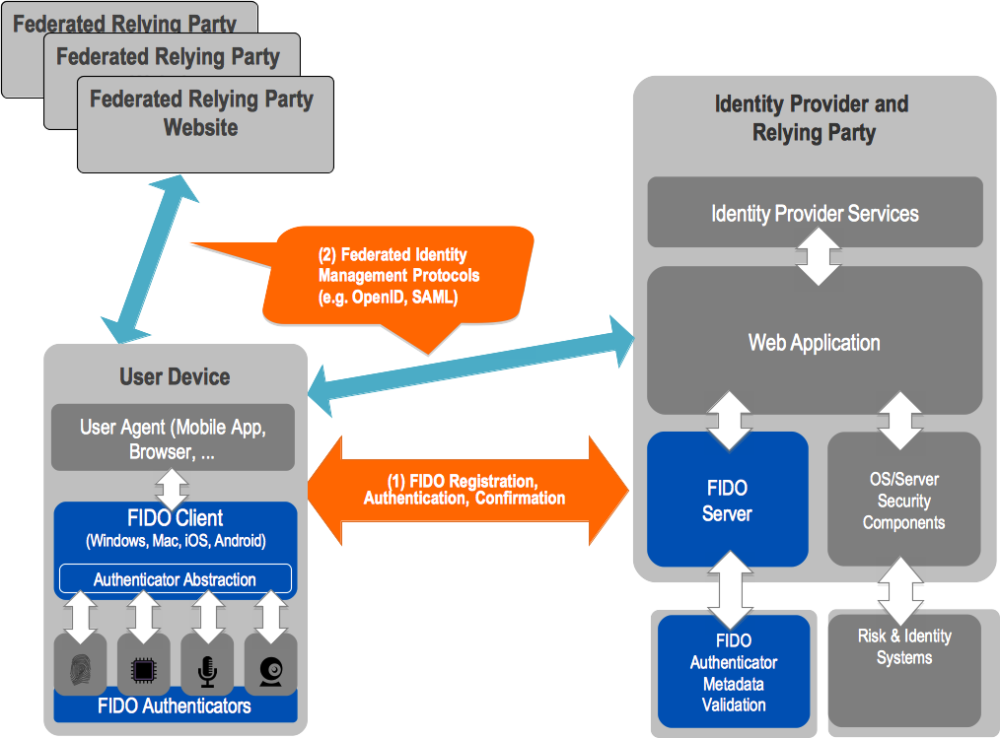 Federated Relying Party
Federated Relying Party
Federated Relying Party
Website
Identity Provider and
Relying Party
Identity Provider Services
(2) Federated Identity
Management Protocols
(e.g. OpenID, SAML)
Web Application
User Device
User Agent (Mobile App,
Browser, ...
(1) FIDO Registration,
Authentication, Confirmation
FIDO
Server
OS/Server
Security
Components
FIDO Client
(Windows, Mac, iOS, Android)
Authenticator Abstraction
FIDO Authenticators
FIDO
Authenticator
Metadata
Validation
Risk & Identity
Systems